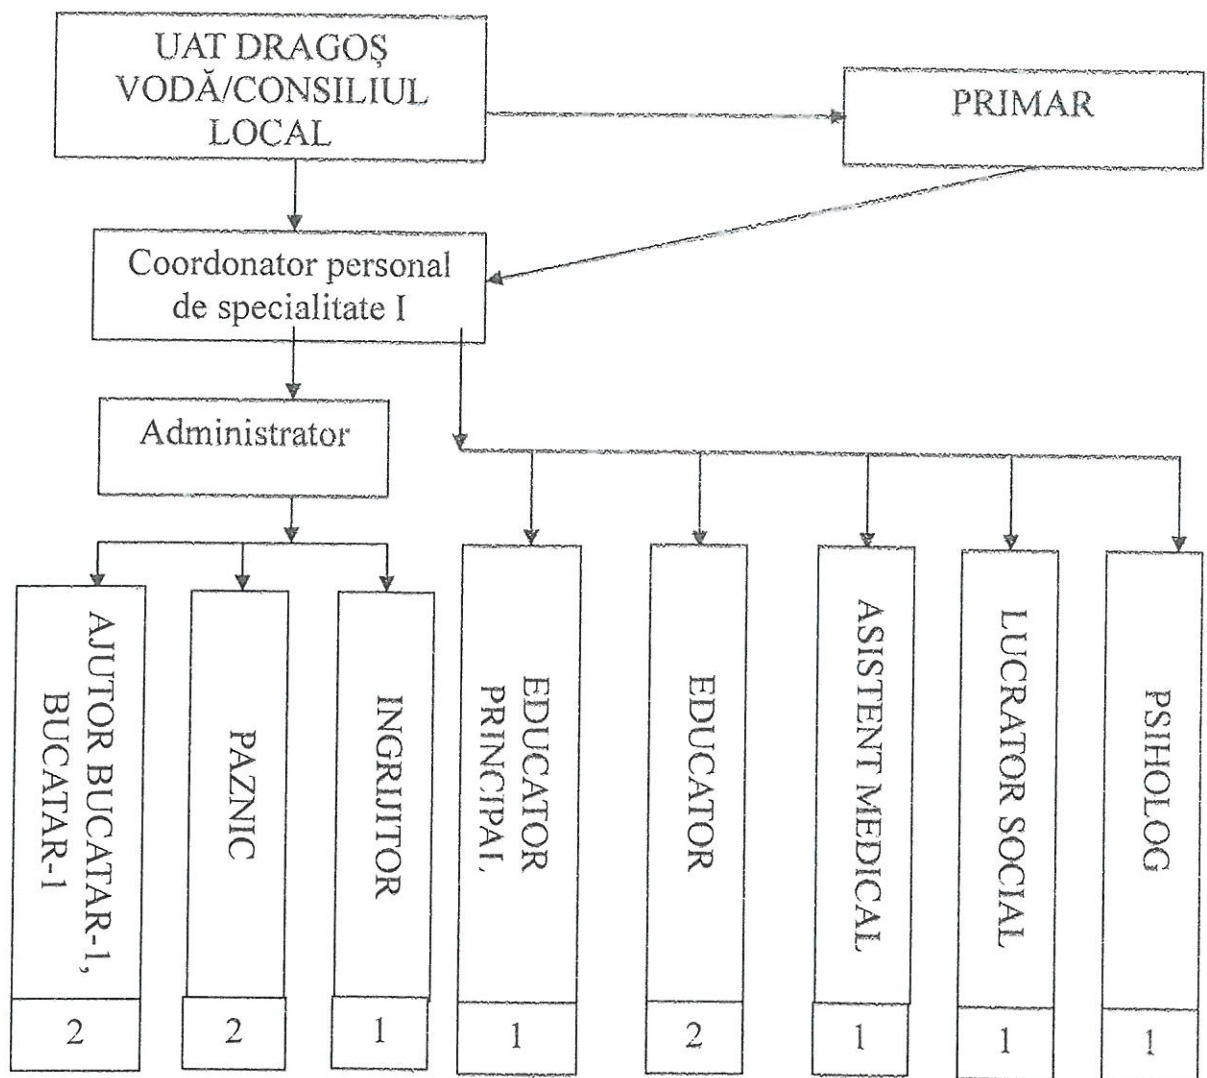 UAT DRAGOȘ
VODĂ/CONSILIUL
LOCAL
PRIMAR
Coordonator personal
de specialitate I
Administrator
AJUTOR BUCATAR-1,
BUCATAR-1
PAZNIC
INGRIJITOR
EDUCATOR
PRINCIPAL
EDUCATOR
ASISTENT MEDICAL
LUCRATOR SOCIAL
PSIHOLOG
2
2
1
1
2
1
1
1